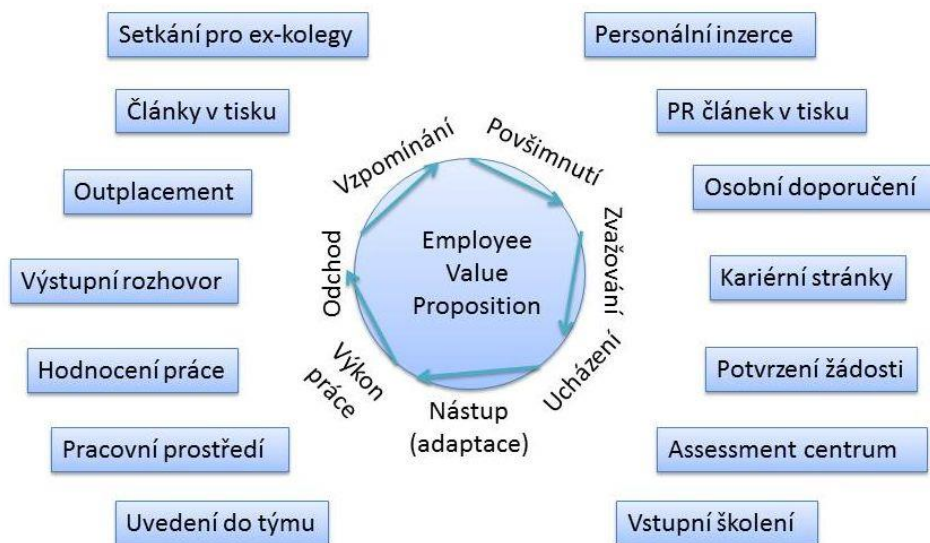 Setkání pro ex-kolegy
Personální inzerce
Články v tisku
PR článek v tisku
Outplacement
Osobní doporučení
Výstupní rozhovor
Kariérní stránky
Hodnocení práce
Potvrzení žádosti
Pracovní prostředí
Assessment centrum
Uvedení do týmu
Vstupní školení
Vzpomínání
Povšimnutí
Zvažování
Ucházení
Nástup
(adaptace)
Výkon
práce
Odchod
Employee
Value
Proposition